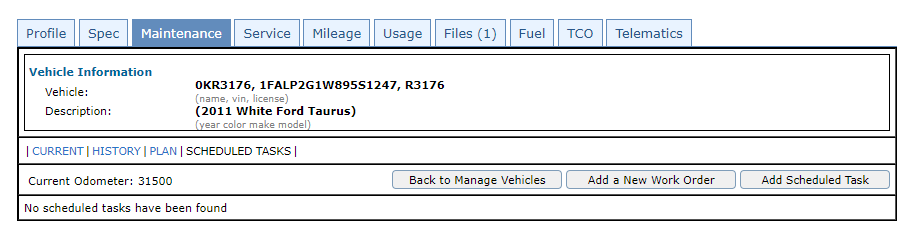 Profile Spec Maintenance Service Mileage Usage Files (1) Fuel TCO Telematics
Vehicle Information
Vehicle: 0KR3176, 1FALP2G1W895S1247, R3176
(name, vin, license)
Description: (2011 White Ford Taurus)
(year color make model)
| CURRENT | HISTORY | PLAN | SCHEDULED TASKS |
Current Odometer: 31500 Back to Manage Vehicles Add a New Work Order Add Scheduled Task
No scheduled tasks have been found